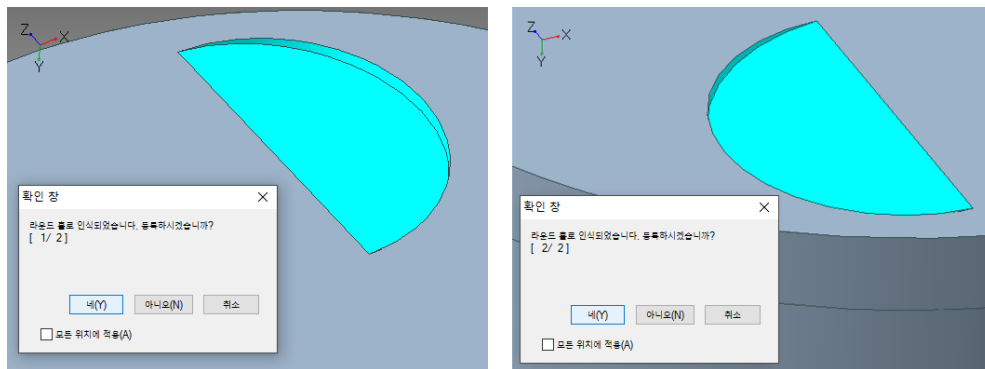 Z
X
Y
확인 창
라운드 홀로 인식되었습니다. 등록하시겠습니까?
[ 1/ 2 ]
네(Y)
아니오(N)
취소
모든 위치에 적용(A)
Z
X
Y
확인 창
라운드 홀로 인식되었습니다. 등록하시겠습니까?
[ 2/ 2 ]
네(Y)
아니오(N)
취소
모든 위치에 적용(A)